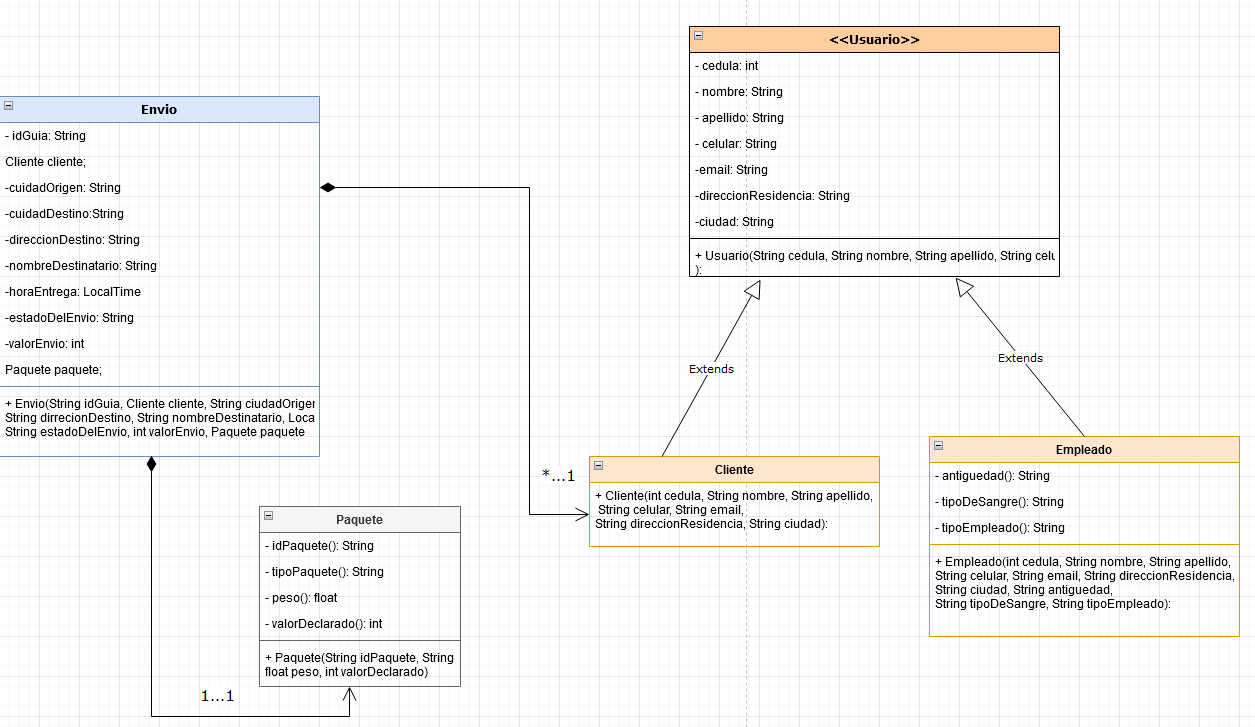 <<Usuario>>
- cedula: int
- nombre: String
- apellido: String
- celular: String
-email: String
-direccionResidencia: String
-ciudad: String
+ Usuario(String cedula, String nombre, String apellido, String celu
):
Envio
- idGuia: String
Cliente cliente;
-cuidadOrigen: String
-cuidadDestino:String
-direccionDestino: String
-nombreDestinatario: String
-horaEntrega: LocalTime
-estadoDelEnvio: String
-valorEnvio: int
Paquete paquete;
+ Envio(String idGuia, Cliente cliente, String ciudadOrigen
String dirrecionDestino, String nombreDestinatario, Loca
String estadoDelEnvio, int valorEnvio, Paquete paquete
Extends
Extends
*...1
Cliente
+ Cliente(int cedula, String nombre, String apellido,
String celular, String email,
String direccionResidencia, String ciudad):
Empleado
- antiguedad(): String
- tipoDeSangre(): String
- tipoEmpleado(): String
+ Empleado(int cedula, String nombre, String apellido,
String celular, String email, String direccionResidencia,
String ciudad, String antiguedad,
String tipoDeSangre, String tipoEmpleado):
Paquete
- idPaquete(): String
- tipoPaquete(): String
- peso(): float
- valorDeclarado(): int
+ Paquete(String idPaquete, String
float peso, int valorDeclarado)
1...1